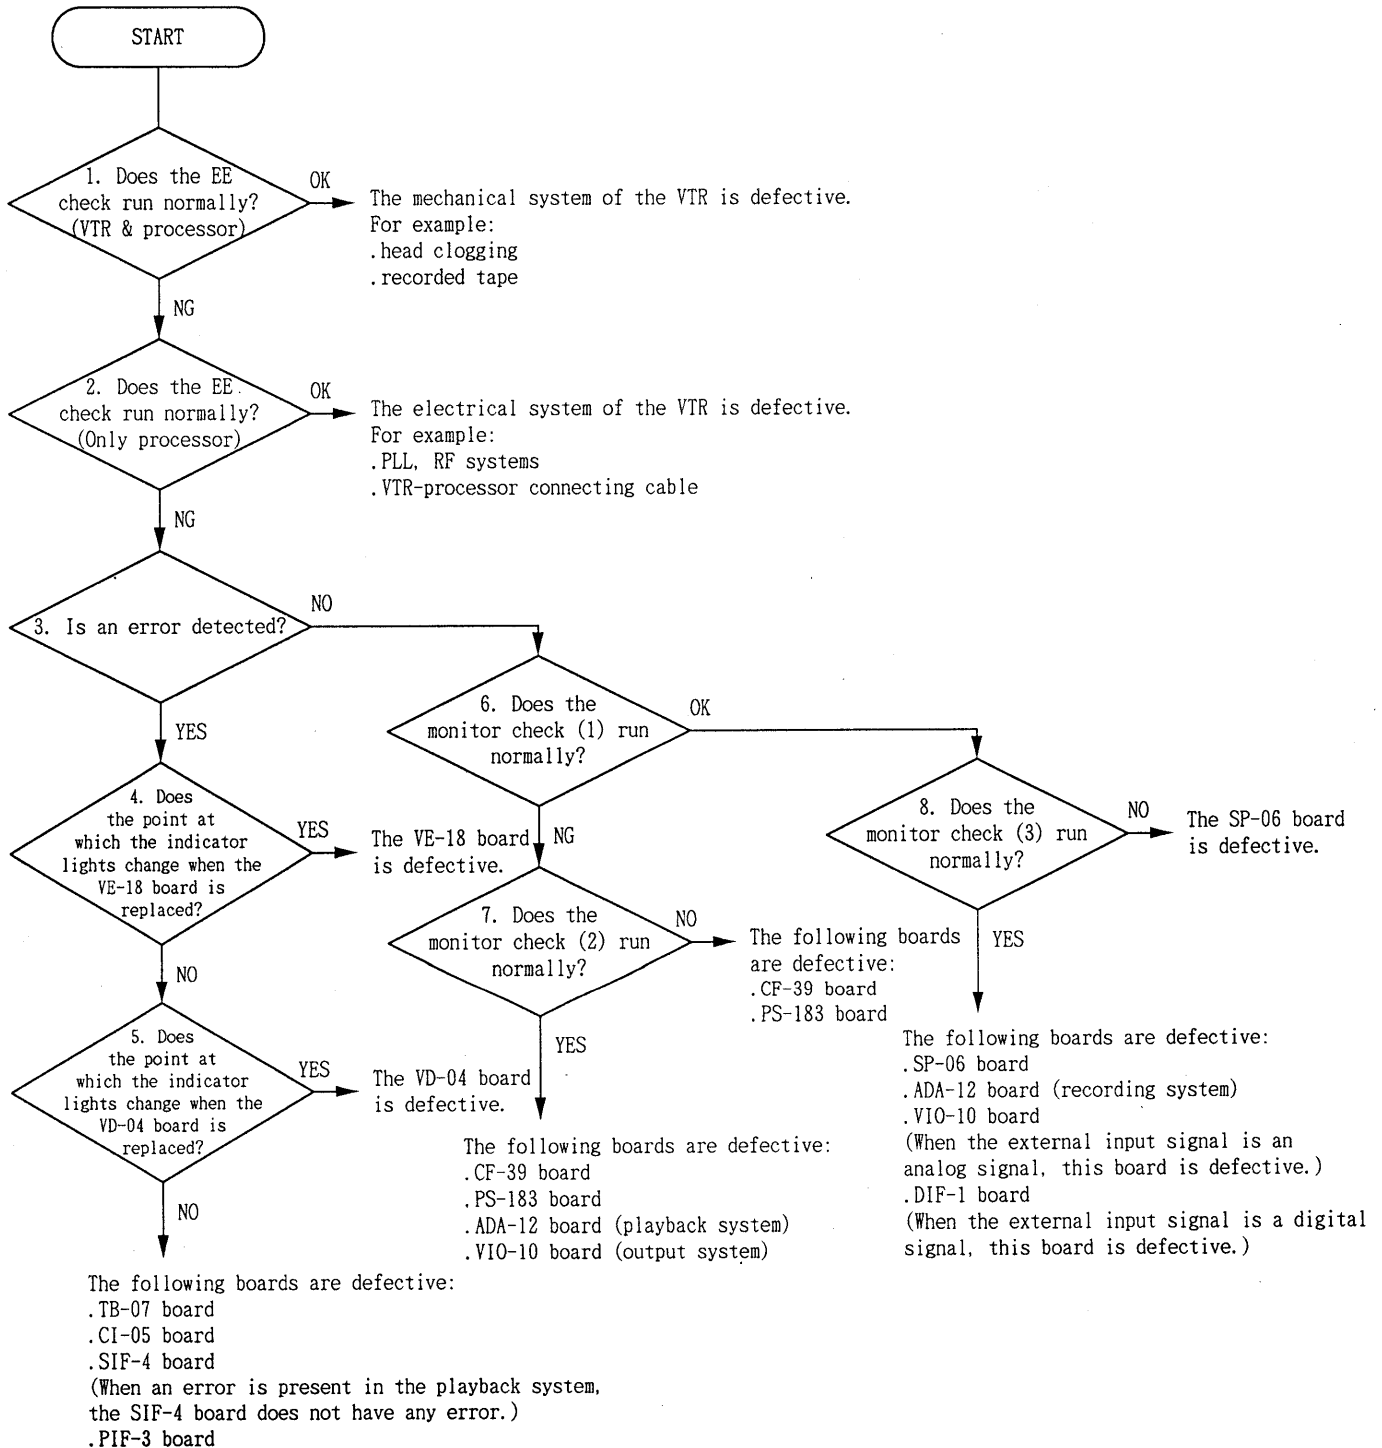 START
1. Does the EE
check run normally?
(VTR & processor)
OK
The mechanical system of the VTR is defective.
For example:
.head clogging
.recorded tape
NG
2. Does the EE
check run normally?
(Only processor)
OK
The electrical system of the VTR is defective.
For example:
.PLL, RF systems
.VTR-processor connecting cable
NG
3. Is an error detected?
NO
YES
4. Does
the point at
which the indicator
lights change when the
VE-18 board is
replaced?
YES
The VE-18 board
is defective.
NO
5. Does
the point at
which the indicator
lights change when the
VD-04 board is
replaced?
YES
The VD-04 board
is defective.
NO
The following boards are defective:
.TB-07 board
.CI-05 board
.SIF-4 board
(When an error is present in the playback system,
the SIF-4 board does not have any error.)
.PIF-3 board
6. Does the
monitor check (1) run
normally?
OK
NG
7. Does the
monitor check (2) run
normally?
NO
The following boards
are defective:
.CF-39 board
.PS-183 board
YES
The following boards are defective:
.CF-39 board
.PS-183 board
.ADA-12 board (playback system)
.VIO-10 board (output system)
8. Does the
monitor check (3) run
normally?
NO
The SP-06 board
is defective.
YES
The following boards are defective:
.SP-06 board
.ADA-12 board (recording system)
.VIO-10 board
(When the external input signal is an
analog signal, this board is defective.)
.DIF-1 board
(When the external input signal is a digital
signal, this board is defective.)